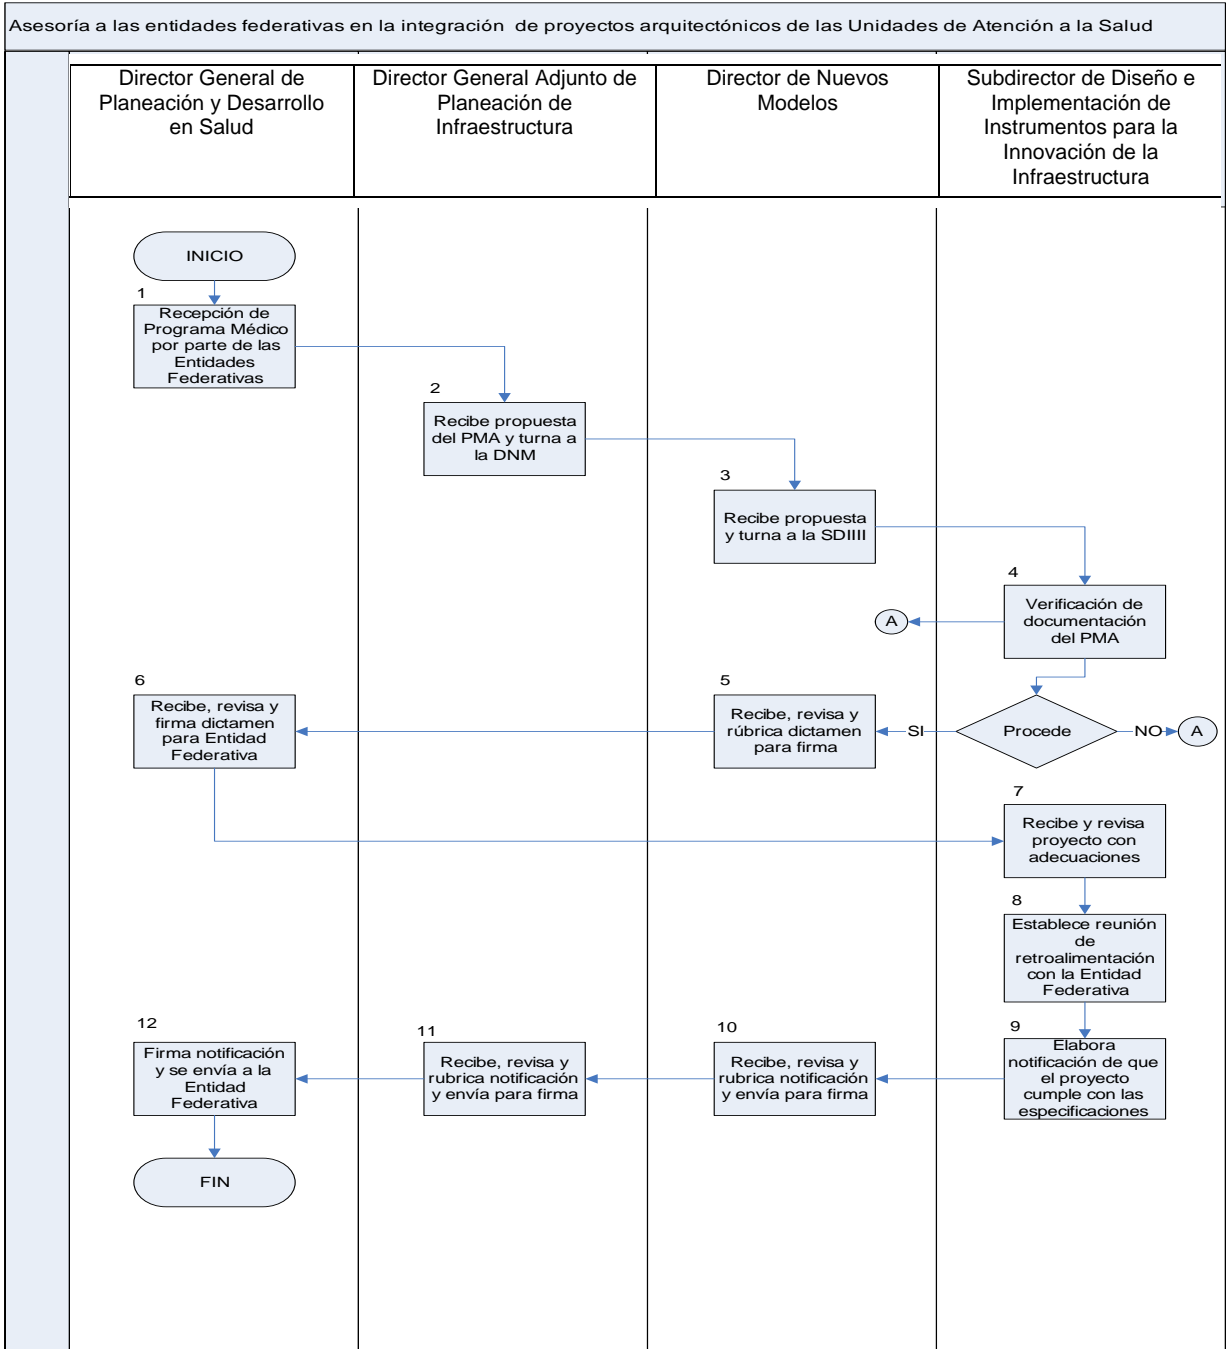 Asesoría a las entidades federativas en la integración de proyectos arquitectónicos de las Unidades de Atención a la Salud
Director General de
Planeación y Desarrollo
en Salud
Director General Adjunto de
Planeación de
Infraestructura
Director de Nuevos
Modelos
Subdirector de Diseño e
Implementación de
Instrumentos para la
Innovación de la
Infraestructura
INICIO
1
Recepción de
Programa Médico
por parte de las
Entidades
Federativas
2
Recibe propuesta
del PMA y turna a
la DNM
3
Recibe propuesta
y turna a la SDIIII
4
Verificación de
documentación
del PMA
A
Procede
SI
NO
A
5
Recibe, revisa y
rúbrica dictamen
para firma
6
Recibe, revisa y
firma dictamen
para Entidad
Federativa
7
Recibe y revisa
proyecto con
adecuaciones
8
Establece reunión
de
retroalimentación
con la Entidad
Federativa
9
Elabora
notificación de que
el proyecto
cumple con las
especificaciones
10
Recibe, revisa y
rubrica notificación
y envía para firma
11
Recibe, revisa y
rubrica notificación
y envía para firma
12
Firma notificación
y se envía a la
Entidad
Federativa
FIN